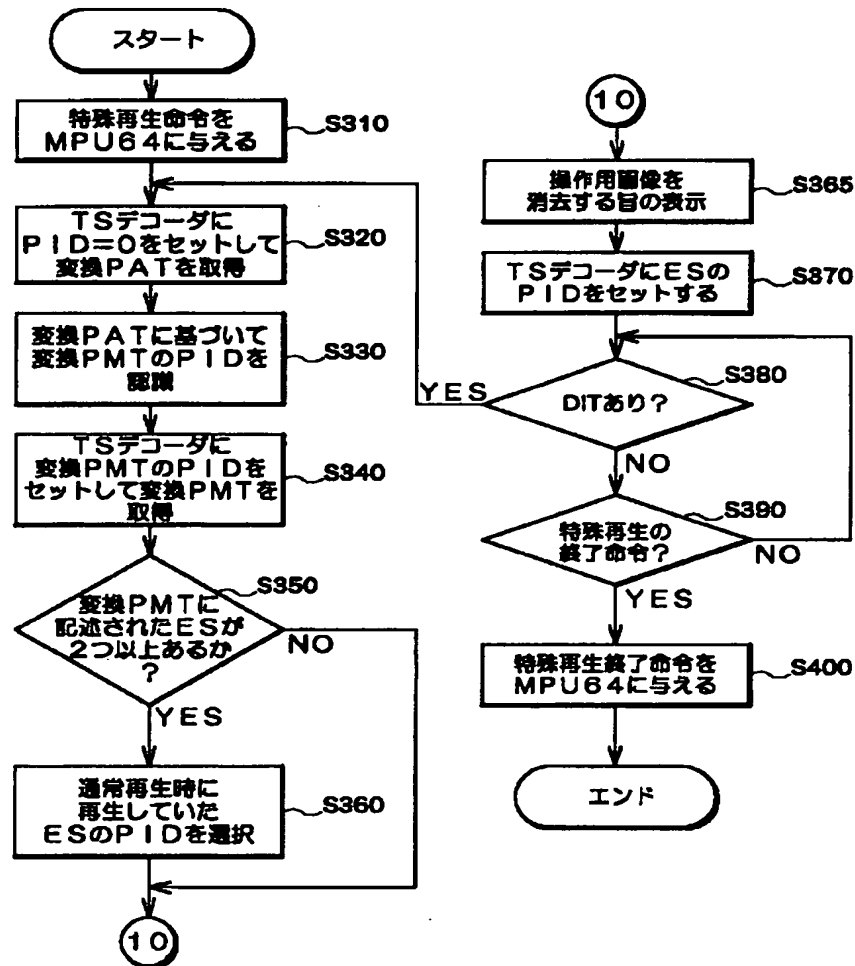 スタート
特殊再生命令を
MPU64に与える
S310
TSデコーダに
PID=0をセットして
変換PATを取得
S320
変換PATに基づいて
変換PMTのPIDを
認識
S330
TSデコーダに
変換PMTのPIDを
セットして変換PMTを
取得
S340
変換PMTに
記述されたESが
2つ以上あるか
?
S350
NO
YES
通常再生時に
再生していた
ESのPIDを選択
S360
10
10
操作用画像を
消去する旨の表示
S365
TSデコーダにESの
PIDをセットする
S370
DITあり?
S380
YES
NO
特殊再生の
終了命令?
S390
NO
YES
特殊再生終了命令を
MPU64に与える
S400
エンド